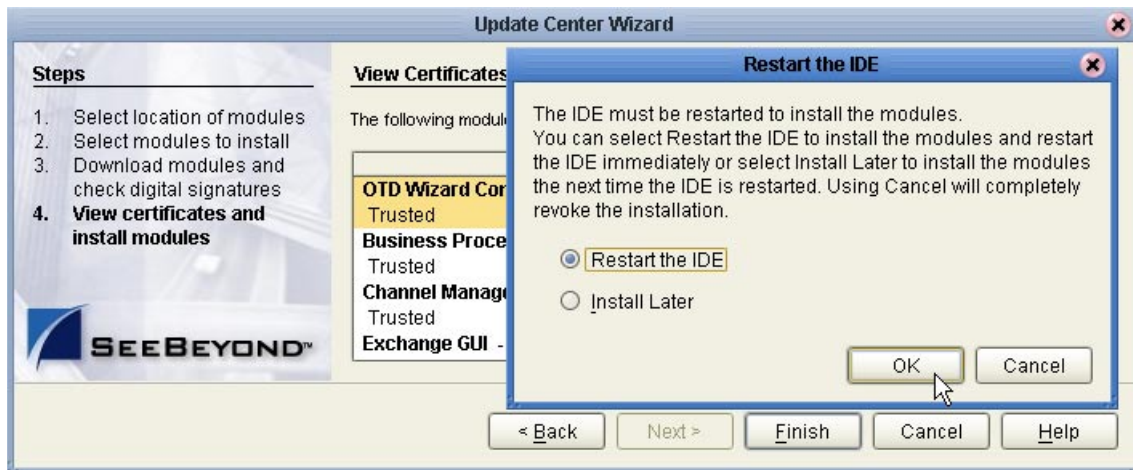 Update Center Wizard
Steps
1. Select location of modules
2. Select modules to install
3. Download modules and
check digital signatures
4. View certificates and
install modules
SEEBEYOND™
View Certificates
The following
OTD Wizard
Trusted
Business
Trusted
Channel
Trusted
Exchange GUI -
Restart the IDE
The IDE must be restarted to install the modules.
You can select Restart the IDE to install the modules and restart
the IDE immediately or select Install Later to install the modules
the next time the IDE is restarted. Using Cancel will completely
revoke the installation.
Restart the IDE
Install Later
OK
Cancel
< Back
Next >
Finish
Cancel
Help